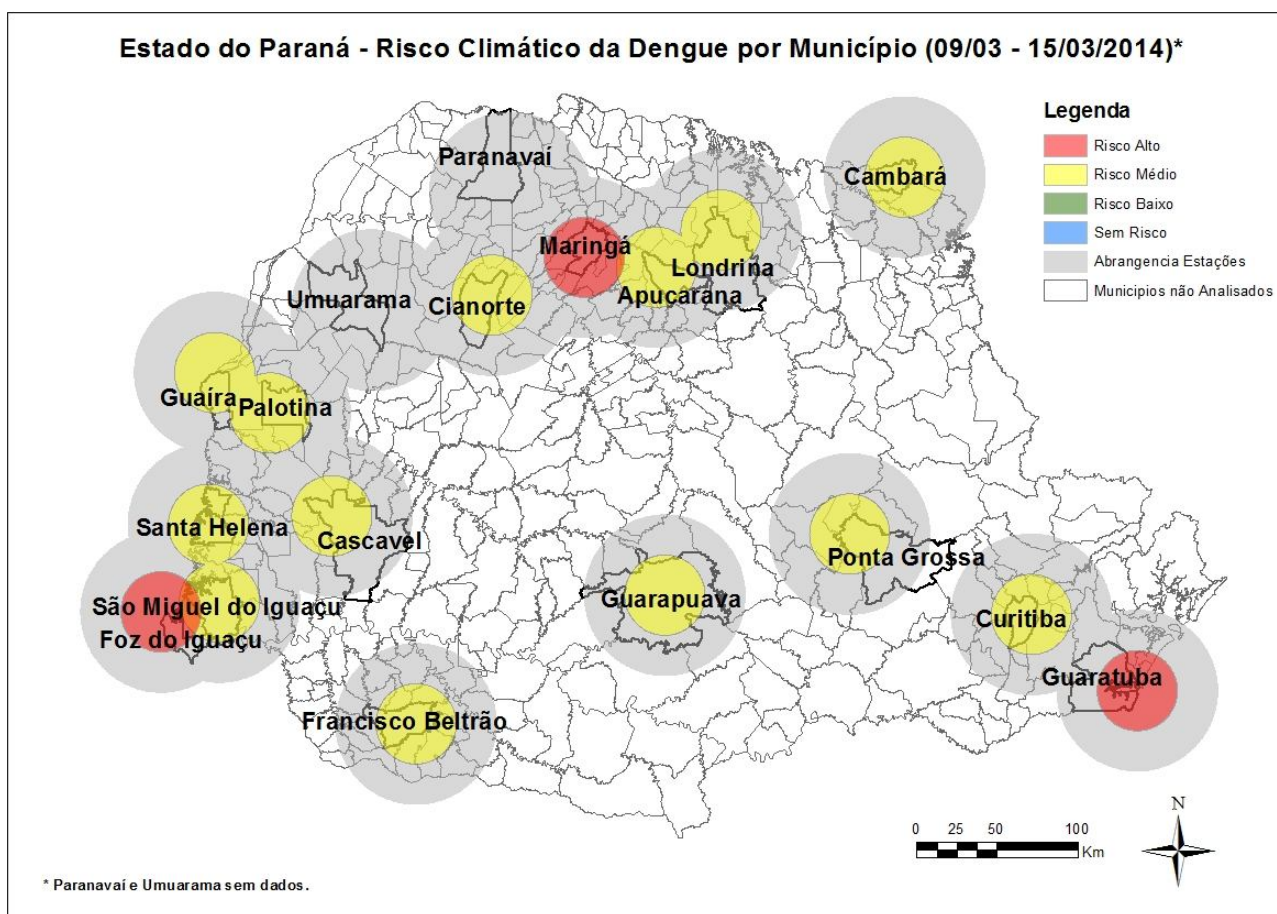 Estado do Paraná - Risco Climático da Dengue por Município (09/03 - 15/03/2014)*
Legenda
Risco Alto
Risco Médio
Risco Baixo
Sem Risco
Abrangencia Estações
Municipios não Analisados
Paranavaí
Cambará
Maringá
Londrina
Apucarana
Umuarama
Cianorte
Guaíra
Palotina
Santa Helena
Cascavel
São Miguel do Iguaçu
Foz do Iguaçu
Guarapuava
Ponta Grossa
Curitiba
Guaratuba
Francisco Beltrão
N
0 25 50 100
Km
* Paranavaí e Umuarama sem dados.